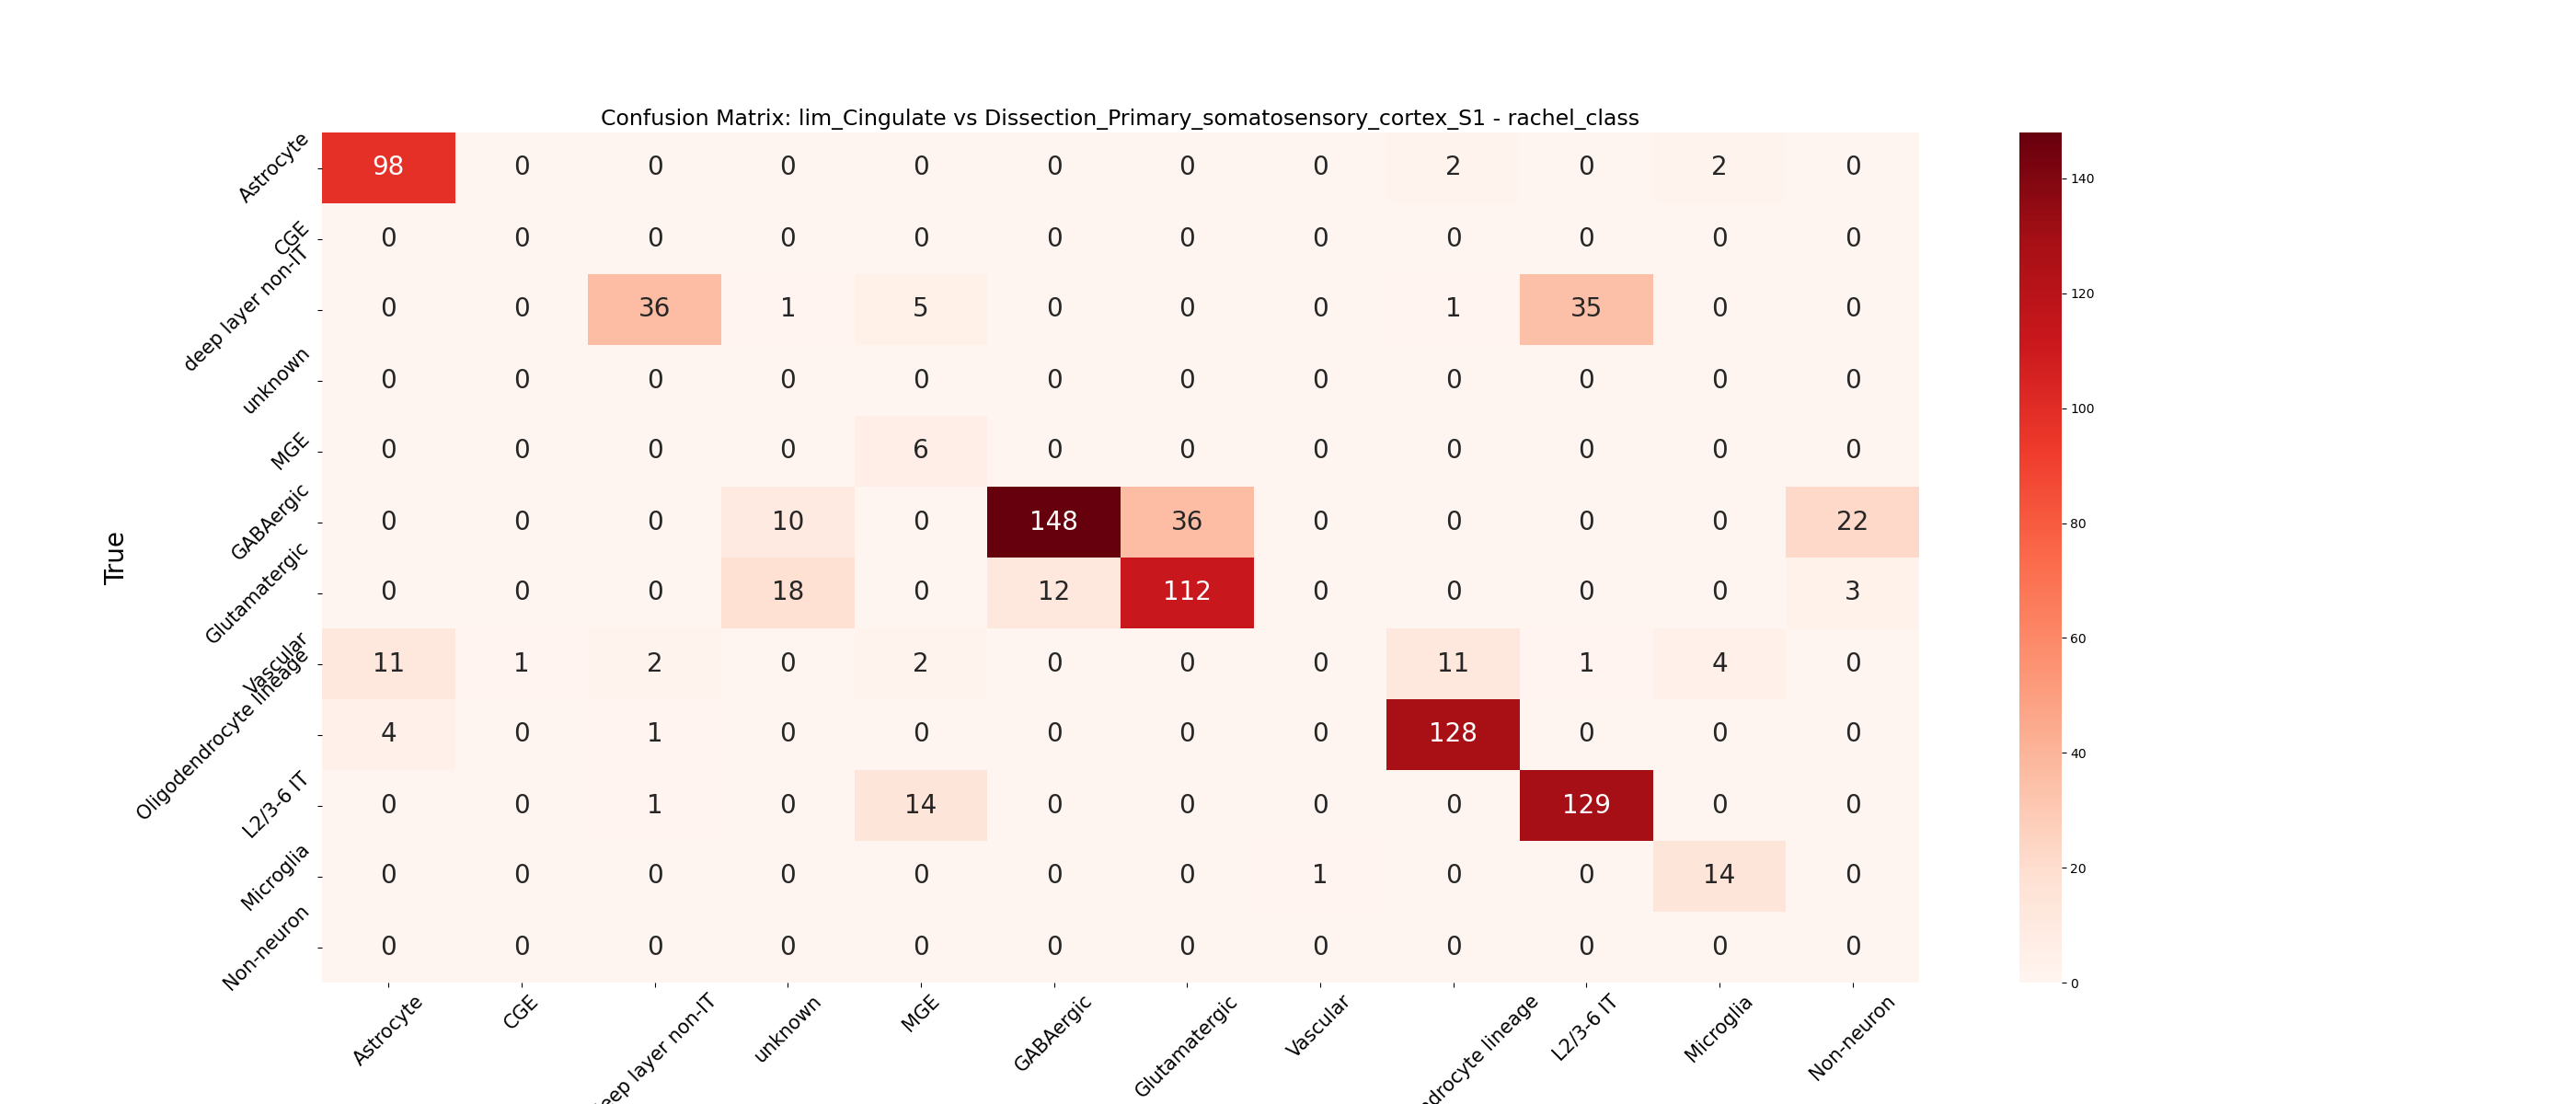 Confusion Matrix: lim_Cingulate vs Dissection_Primary_somatosensory_cortex_S1 - rachel_class
True
Astrocyte 98 0 0 0 0 0 0 0 2 0 2 0
CGE 0 0 0 0 0 0 0 0 0 0 0 0
deep layer non-IT 0 0 36 1 5 0 0 0 1 35 0 0
unknown 0 0 0 0 0 0 0 0 0 0 0 0
MGE 0 0 0 0 6 0 0 0 0 0 0 0
GABAergic 0 0 0 10 0 148 36 0 0 0 0 22
Glutamatergic 0 0 0 18 0 12 112 0 0 0 0 3
Vascular 11 1 2 0 2 0 0 0 11 1 4 0
Oligodendrocyte lineage 4 0 1 0 0 0 0 0 128 0 0 0
L2/3-6 IT 0 0 1 0 14 0 0 0 0 129 0 0
Microglia 0 0 0 0 0 0 0 1 0 0 14 0
Non-neuron 0 0 0 0 0 0 0 0 0 0 0 0
Astrocyte CGE eep layer non-IT unknown MGE GABAergic Glutamatergic Vascular drocyte lineage L2/3-6 IT Microglia Non-neuron
140
120
100
80
60
40
20
0